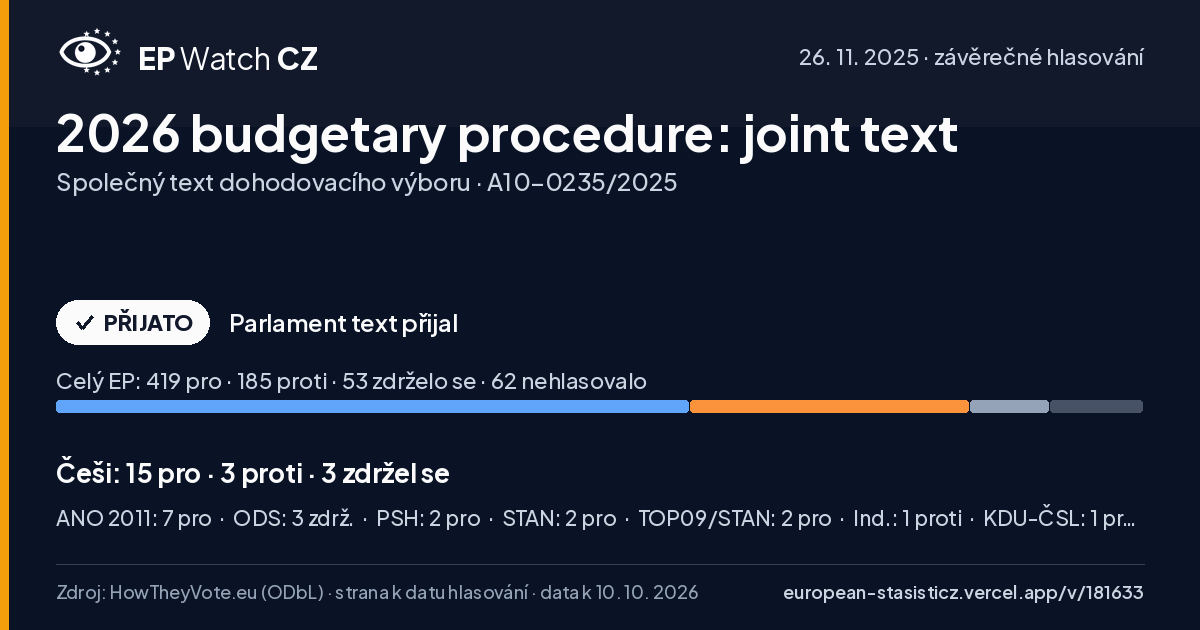 EP Watch CZ
26. 11. 2025 · závěrečné hlasování
2026 budgetary procedure: joint text
Společný text dohodovacího výboru · A10-0235/2025
✓ PŘIJATO
Parlament text přijal
Celý EP: 419 pro · 185 proti · 53 zdrželo se · 62 nehlasovalo
Češi: 15 pro · 3 proti · 3 zdržel se
ANO 2011: 7 pro · ODS: 3 zdrž. · PSH: 2 pro · STAN: 2 pro · TOP09/STAN: 2 pro · Ind.: 1 proti · KDU-ČSL: 1 pr…
Zdroj: HowTheyVote.eu (ODbL) · strana k datu hlasování · data k 10. 10. 2026
european-stasisticz.vercel.app/v/181633